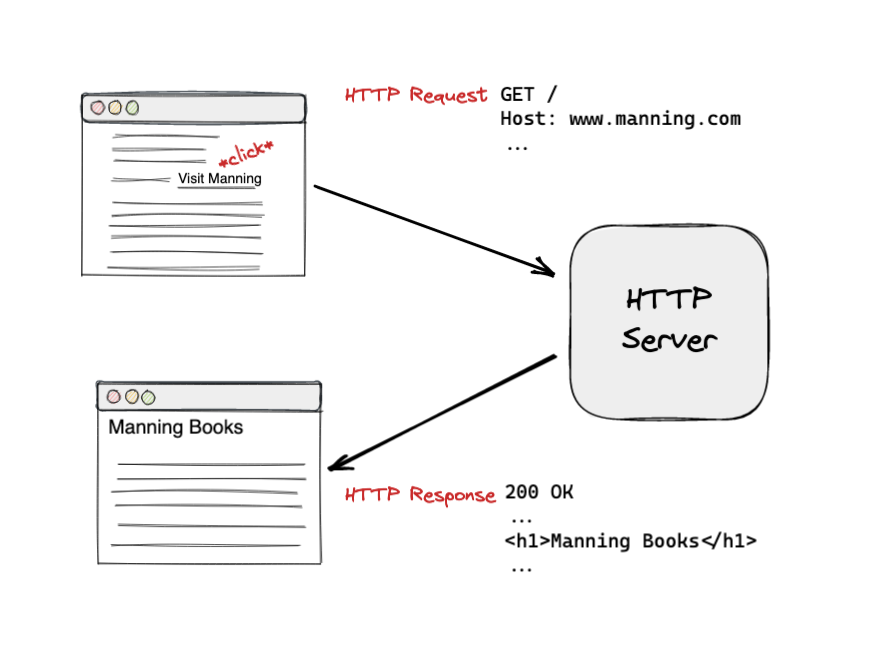 HTTP Request GET /
Host: www.manning.com
...
*click*
Visit Manning
HTTP
Server
Manning Books
HTTP Response 200 OK
...
<h1>Manning Books</h1>
...